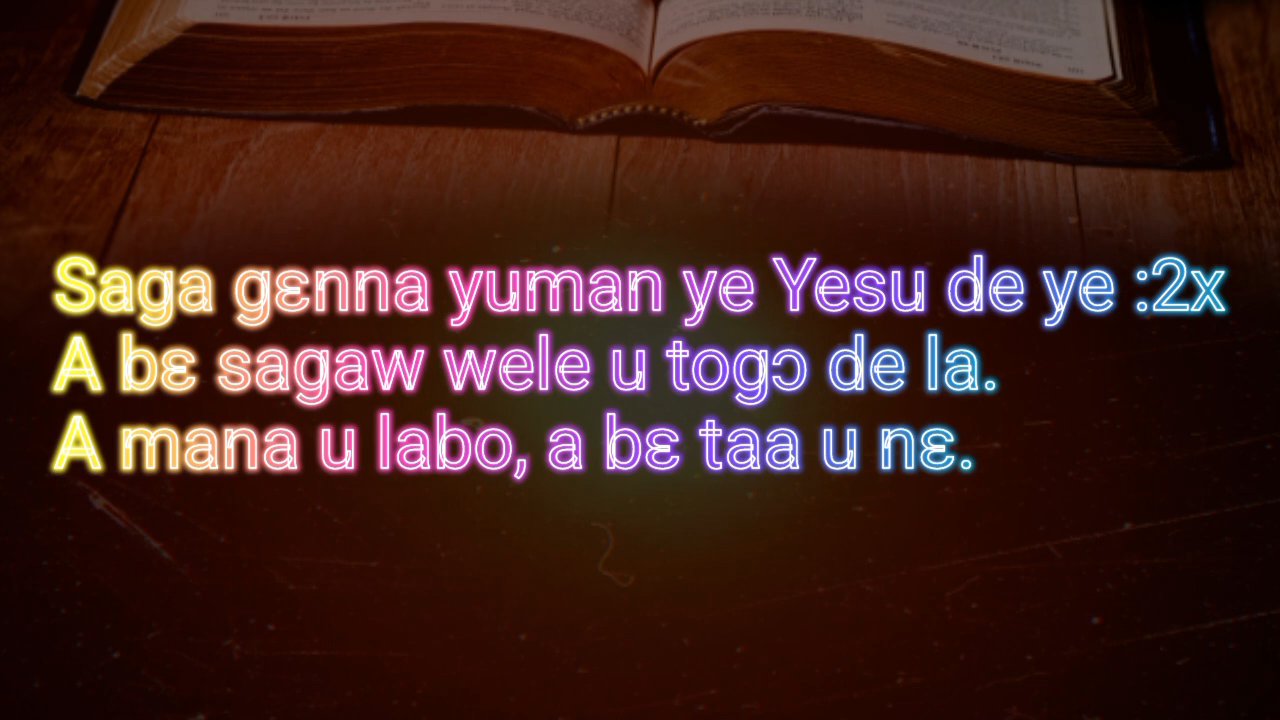 Saga gɛnna yuman ye Yesu de ye :2x
A bɛ sagaw wele u togɔ de la.
A mana u labo, a bɛ taa u nɛ.